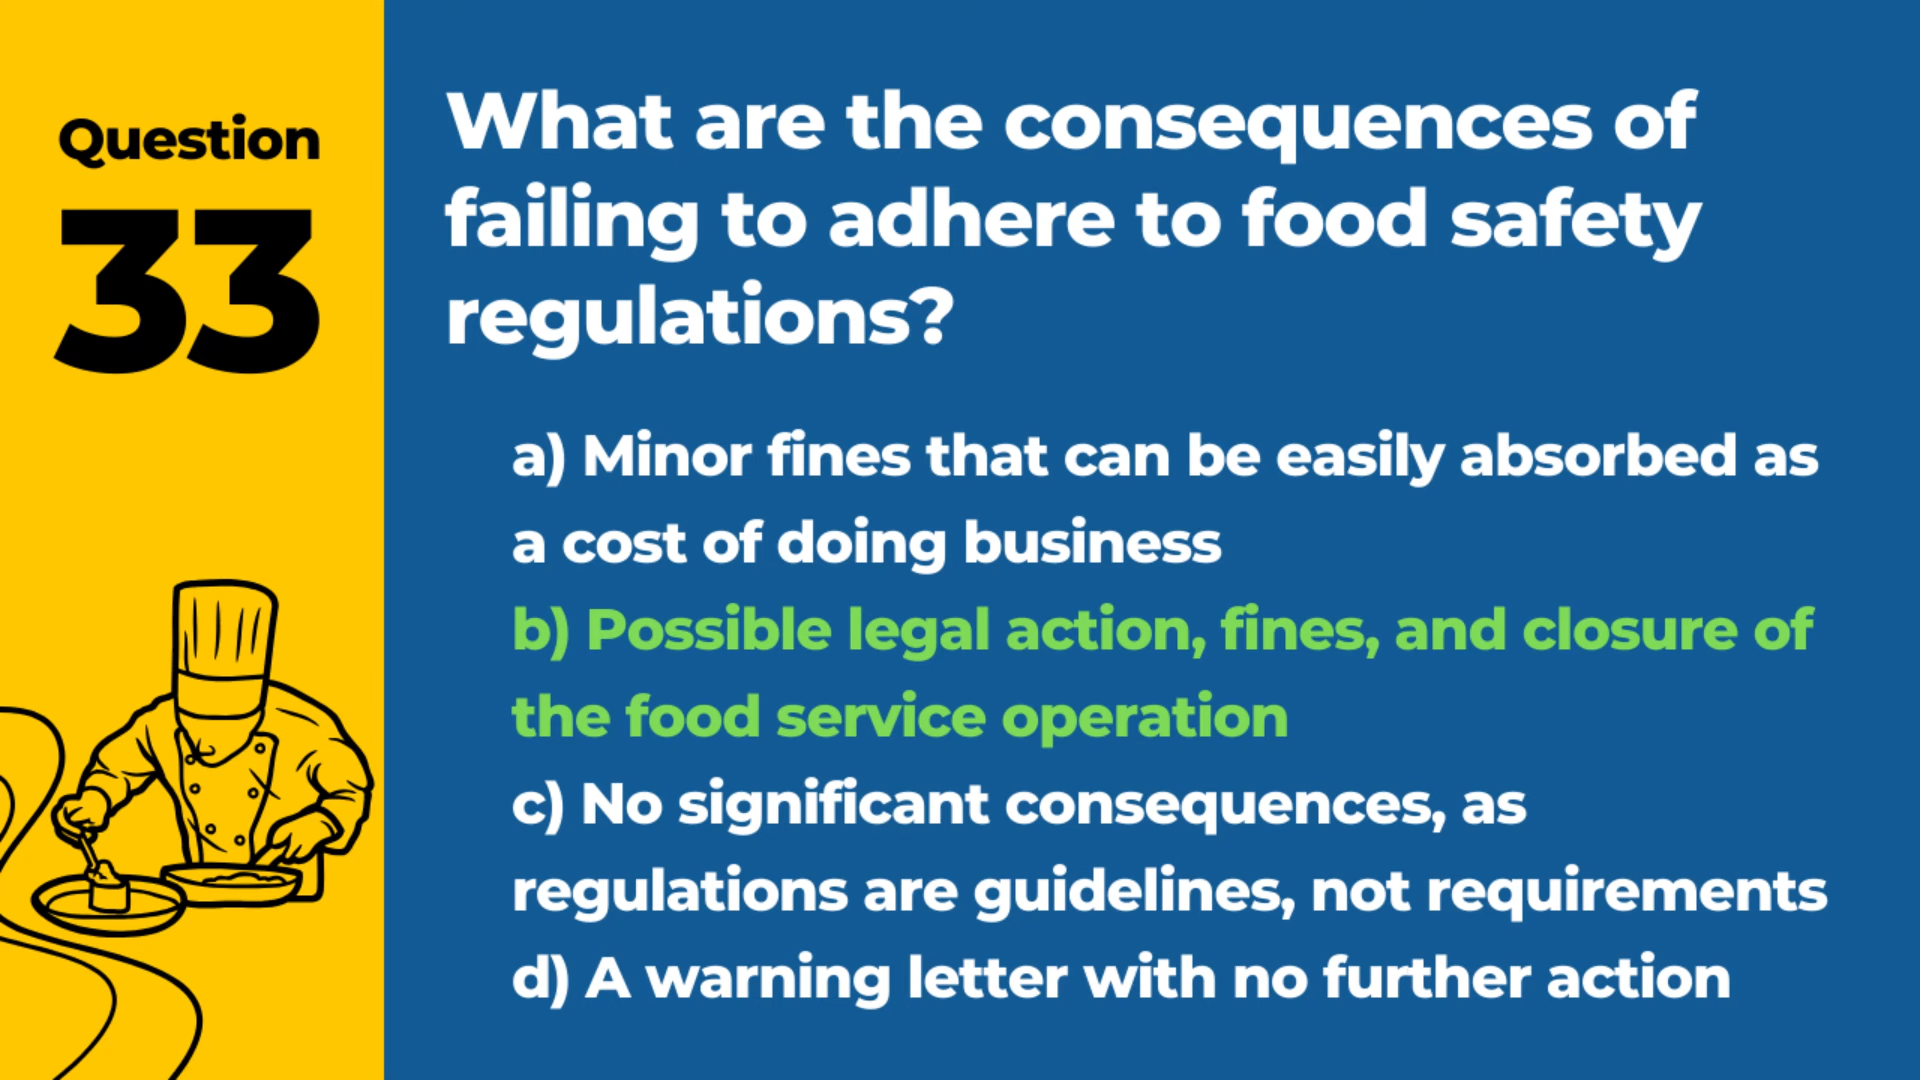 Question
33
What are the consequences of
failing to adhere to food safety
regulations?
a) Minor fines that can be easily absorbed as
a cost of doing business
b) Possible legal action, fines, and closure of
the food service operation
c) No significant consequences, as
regulations are guidelines, not requirements
d) A warning letter with no further action